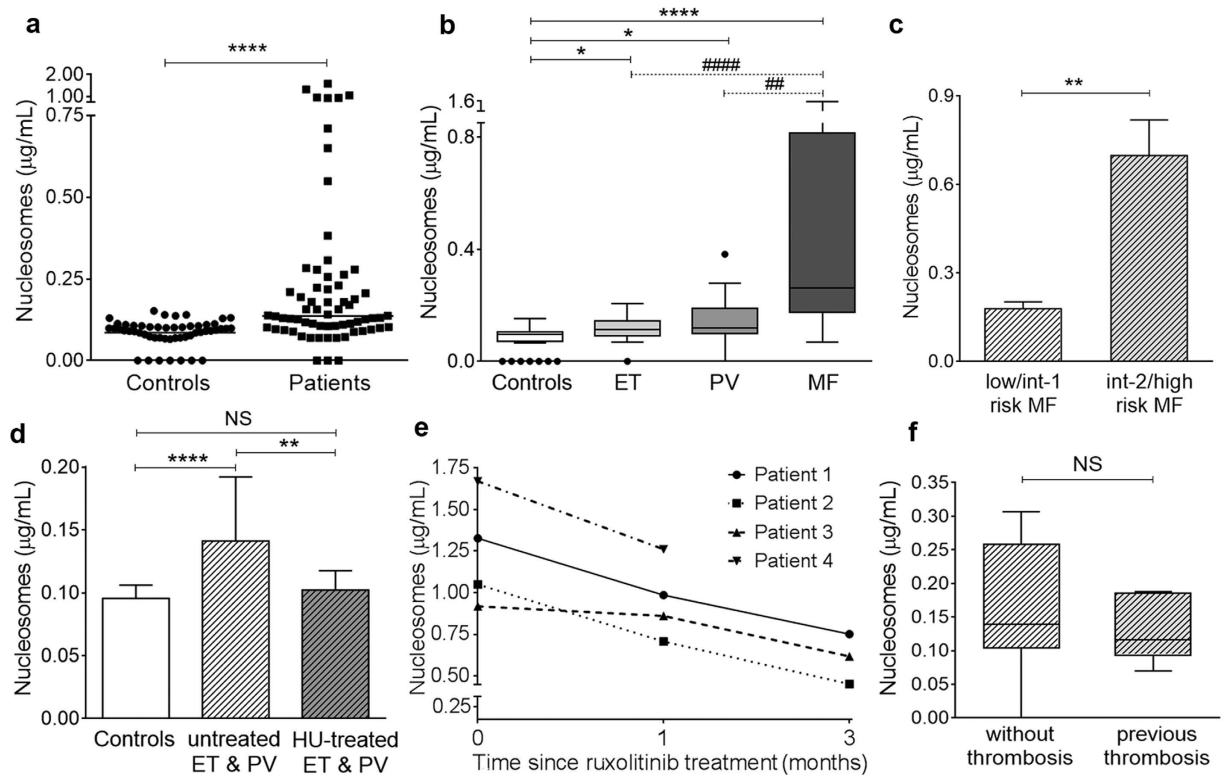 a
****
Nucleosomes (µg/mL)
2.00
1.00
0.75
0.50
0.25
0.00
Controls
Patients
b
****
*
*
####
##
Nucleosomes (µg/mL)
1.6
0.8
0.4
0.0
Controls
ET
PV
MF
c
**
Nucleosomes (µg/mL)
0.9
0.6
0.3
0.0
low/int-1
risk MF
int-2/high
risk MF
d
NS
****
**
Nucleosomes (µg/mL)
0.20
0.15
0.10
0.05
0.00
Controls
untreated
ET & PV
HU-treated
ET & PV
e
Nucleosomes (µg/mL)
1.75
1.50
1.25
1.00
0.75
0.50
0.25
Patient 1
Patient 2
Patient 3
Patient 4
0
1
3
Time since ruxolitinib treatment (months)
f
NS
Nucleosomes (µg/mL)
0.35
0.30
0.25
0.20
0.15
0.10
0.05
0.00
without
thrombosis
previous
thrombosis